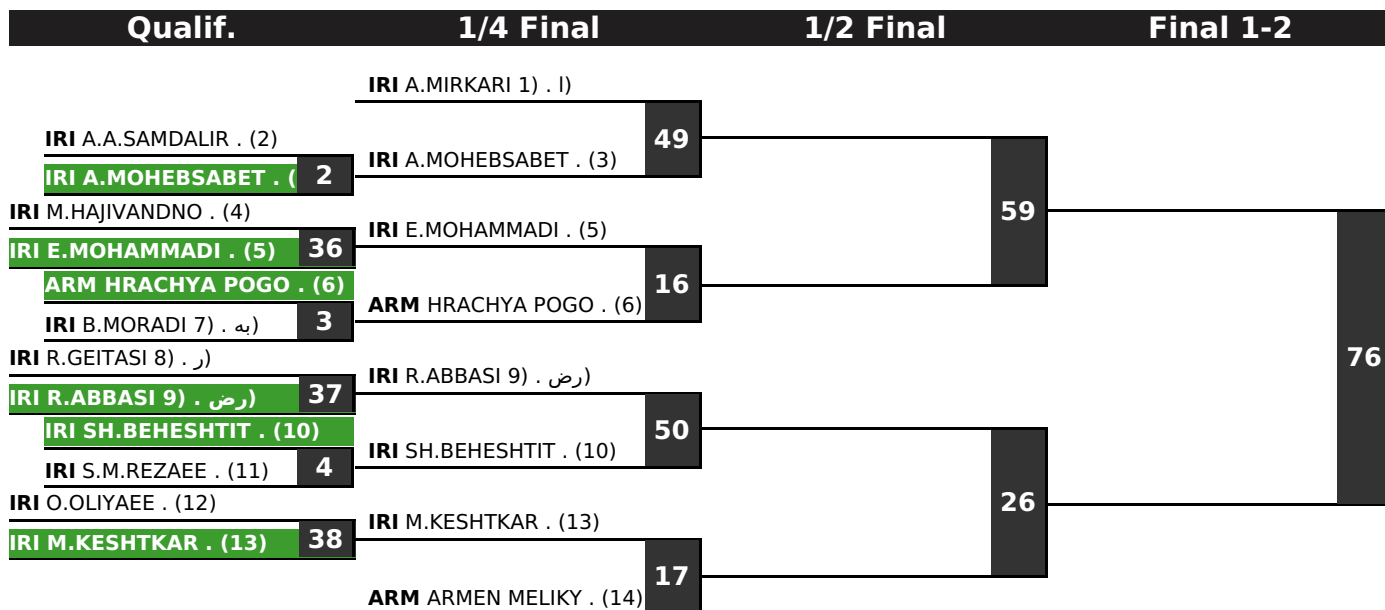 Qualif. 1/4 Final 1/2 Final Final 1-2
IRI A.MIRKARI 1) . ا)
IRI A.A.SAMDALIR . (2)
49
IRI A.MOHEBSABET . (3)
IRI A.MOHEBSABET . ( 2
IRI M.HAJIVANDNO . (4)
59
IRI E.MOHAMMADI . (5)
IRI E.MOHAMMADI . (5) 36
ARM HRACHYA POGO . (6)
16
ARM HRACHYA POGO . (6)
IRI B.MORADI 7) . به) 3
IRI R.GEITASI 8) . ر)
76
IRI R.ABBASI 9) . رض)
IRI R.ABBASI 9) . رض) 37
IRI SH.BEHESHTIT . (10)
50
IRI SH.BEHESHTIT . (10)
IRI S.M.REZAEE . (11) 4
IRI O.OLIYAEE . (12)
26
IRI M.KESHTKAR . (13)
IRI M.KESHTKAR . (13) 38
17
ARM ARMEN MELIKY . (14)